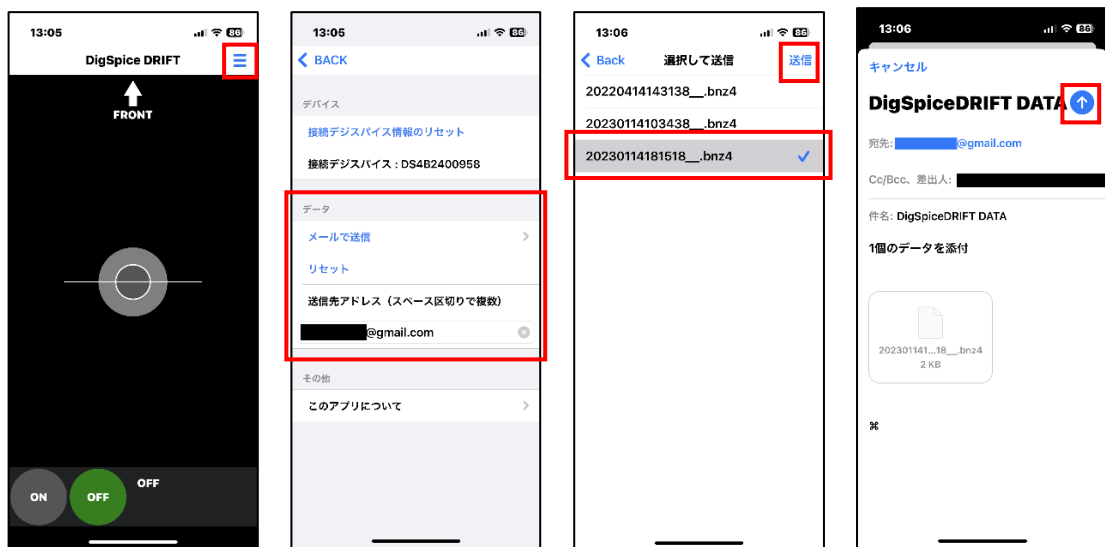 13:05
86
DigSpice DRIFT
FRONT
ON
OFF
OFF
13:05
86
BACK
デバイス
接続デジスパイス情報のリセット
接続デジスパイス : DS4B2400958
データ
メールで送信
リセット
送信先アドレス（スペース区切りで複数）
@gmail.com
その他
このアプリについて
13:06
86
Back
選択して送信
送信
20220414143138__.bnz4
20230114103438__.bnz4
20230114181518__.bnz4
13:06
86
キャンセル
DigSpiceDRIFT DATA
宛先:
@gmail.com
Cc/Bcc、差出人:
件名: DigSpiceDRIFT DATA
1個のデータを添付
202301141...18__.bnz4
2 KB
⌘